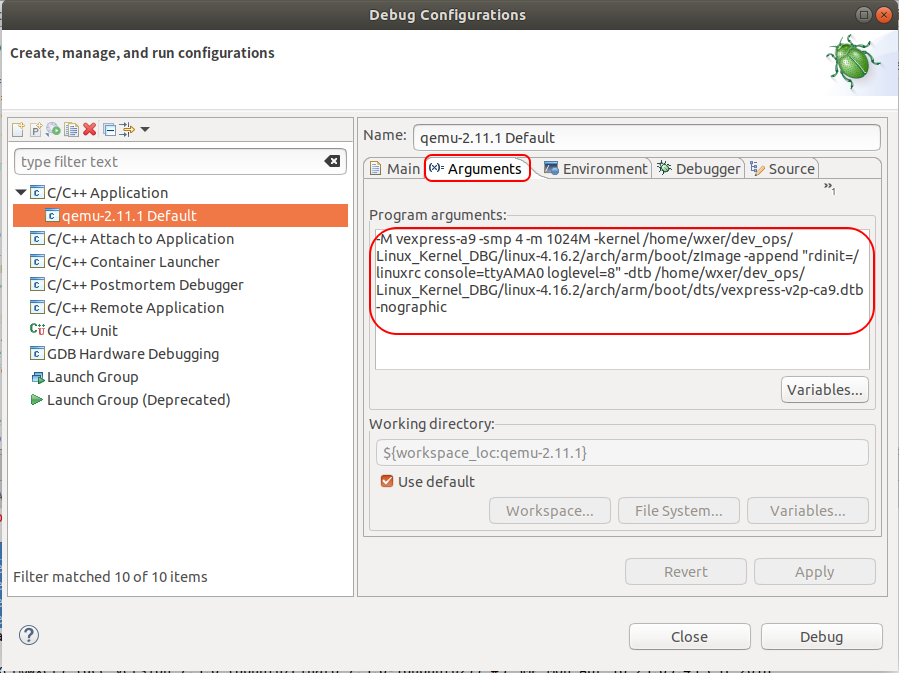 Debug Configurations
Create, manage, and run configurations
type filter text
C/C++ Application
qemu-2.11.1 Default
C/C++ Attach to Application
C/C++ Container Launcher
C/C++ Postmortem Debugger
C/C++ Remote Application
C/C++ Unit
GDB Hardware Debugging
Launch Group
Launch Group (Deprecated)
Filter matched 10 of 10 items
Name: qemu-2.11.1 Default
Main (x)= Arguments Environment Debugger Source »1
Program arguments:
-M vexpress-a9 -smp 4 -m 1024M -kernel /home/wxer/dev_ops/
Linux_Kernel_DBG/linux-4.16.2/arch/arm/boot/zImage -append "rdinit=/
linuxrc console=ttyAMA0 loglevel=8" -dtb /home/wxer/dev_ops/
Linux_Kernel_DBG/linux-4.16.2/arch/arm/boot/dts/vexpress-v2p-ca9.dtb
-nographic
Variables...
Working directory:
${workspace_loc:qemu-2.11.1}
Use default
Workspace... File System... Variables...
Revert Apply
Close Debug